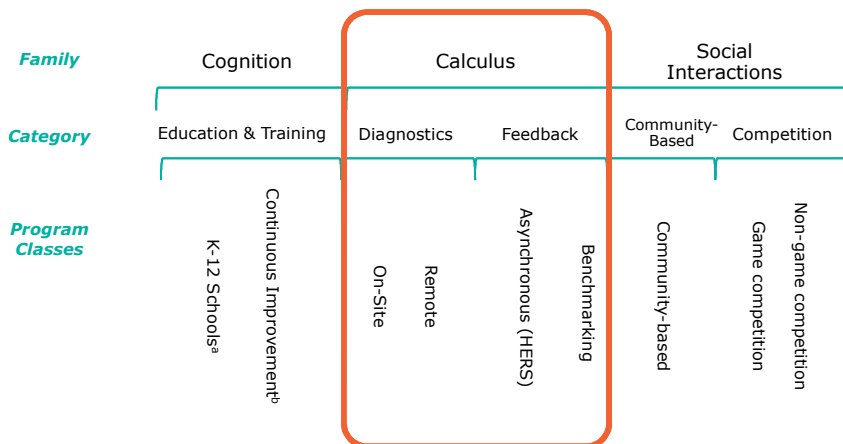 Family
Cognition
Calculus
Social
Interactions
Category
Education & Training
Diagnostics
Feedback
Community-
Based
Competition
Program
Classes
K-12 Schoolsᵃ
Continuous Improvementᵇ
On-Site
Remote
Asynchronous (HERS)
Benchmarking
Community-based
Game competition
Non-game competition